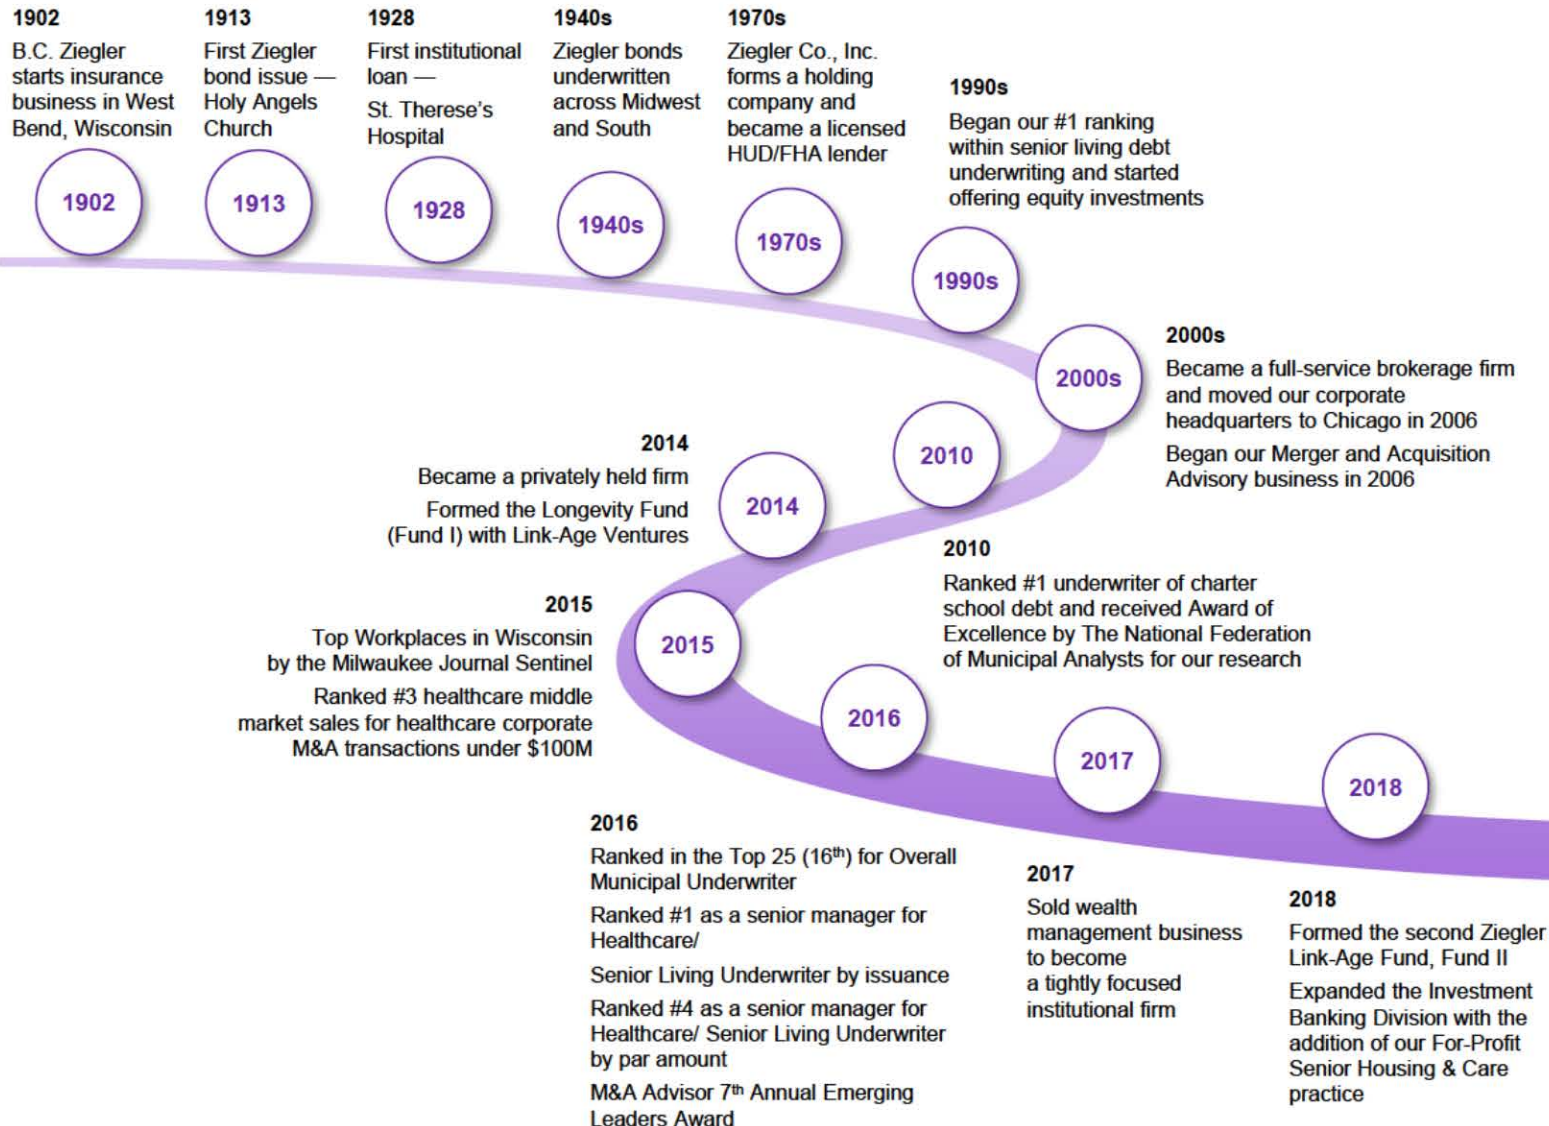 1902
B.C. Ziegler
starts insurance
business in West
Bend, Wisconsin
1902
1913
First Ziegler
bond issue —
Holy Angels
Church
1913
1928
First institutional
loan —
St. Therese’s
Hospital
1928
1940s
Ziegler bonds
underwritten
across Midwest
and South
1940s
1970s
Ziegler Co., Inc.
forms a holding
company and
became a licensed
HUD/FHA lender
1970s
1990s
Began our #1 ranking
within senior living debt
underwriting and started
offering equity investments
1990s
2000s
2000s
Became a full-service brokerage firm
and moved our corporate
headquarters to Chicago in 2006
Began our Merger and Acquisition
Advisory business in 2006
2010
2010
Ranked #1 underwriter of charter
school debt and received Award of
Excellence by The National Federation
of Municipal Analysts for our research
2014
Became a privately held firm
Formed the Longevity Fund
(Fund I) with Link-Age Ventures
2014
2015
Top Workplaces in Wisconsin
by the Milwaukee Journal Sentinel
Ranked #3 healthcare middle
market sales for healthcare corporate
M&A transactions under $100M
2015
2016
2016
Ranked in the Top 25 (16th) for Overall
Municipal Underwriter
Ranked #1 as a senior manager for
Healthcare/
Senior Living Underwriter by issuance
Ranked #4 as a senior manager for
Healthcare/ Senior Living Underwriter
by par amount
M&A Advisor 7th Annual Emerging
Leaders Award
2017
2017
Sold wealth
management business
to become
a tightly focused
institutional firm
2018
2018
Formed the second Ziegler
Link-Age Fund, Fund II
Expanded the Investment
Banking Division with the
addition of our For-Profit
Senior Housing & Care
practice